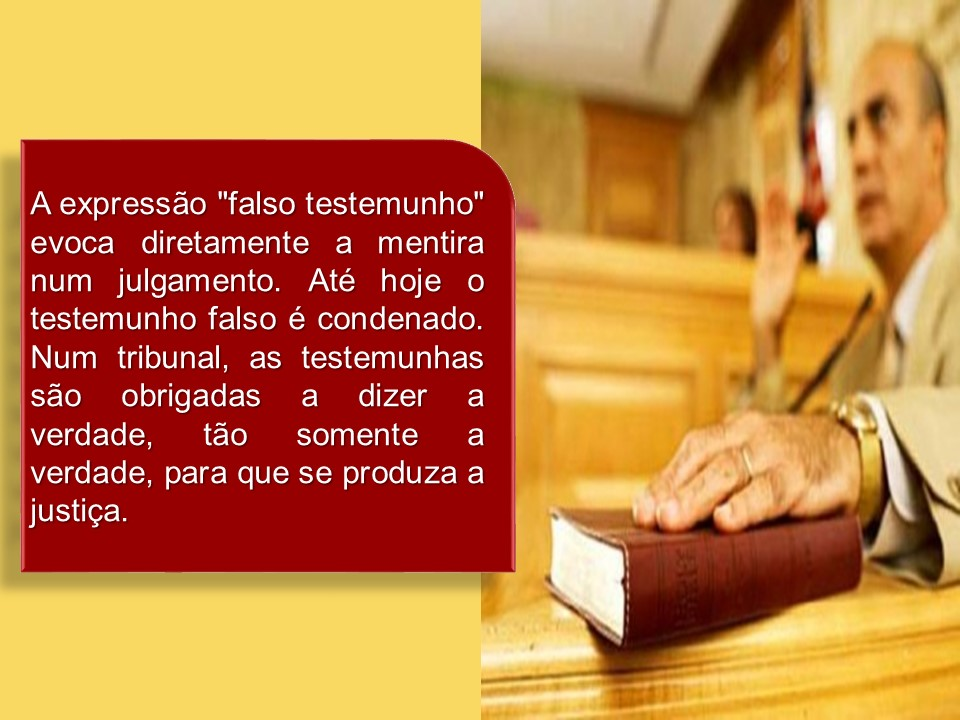 A expressão "falso testemunho"
evoca diretamente a mentira
num julgamento. Até hoje o
testemunho falso é condenado.
Num tribunal, as testemunhas
são obrigadas a dizer a
verdade, tão somente a
verdade, para que se produza a
justiça.